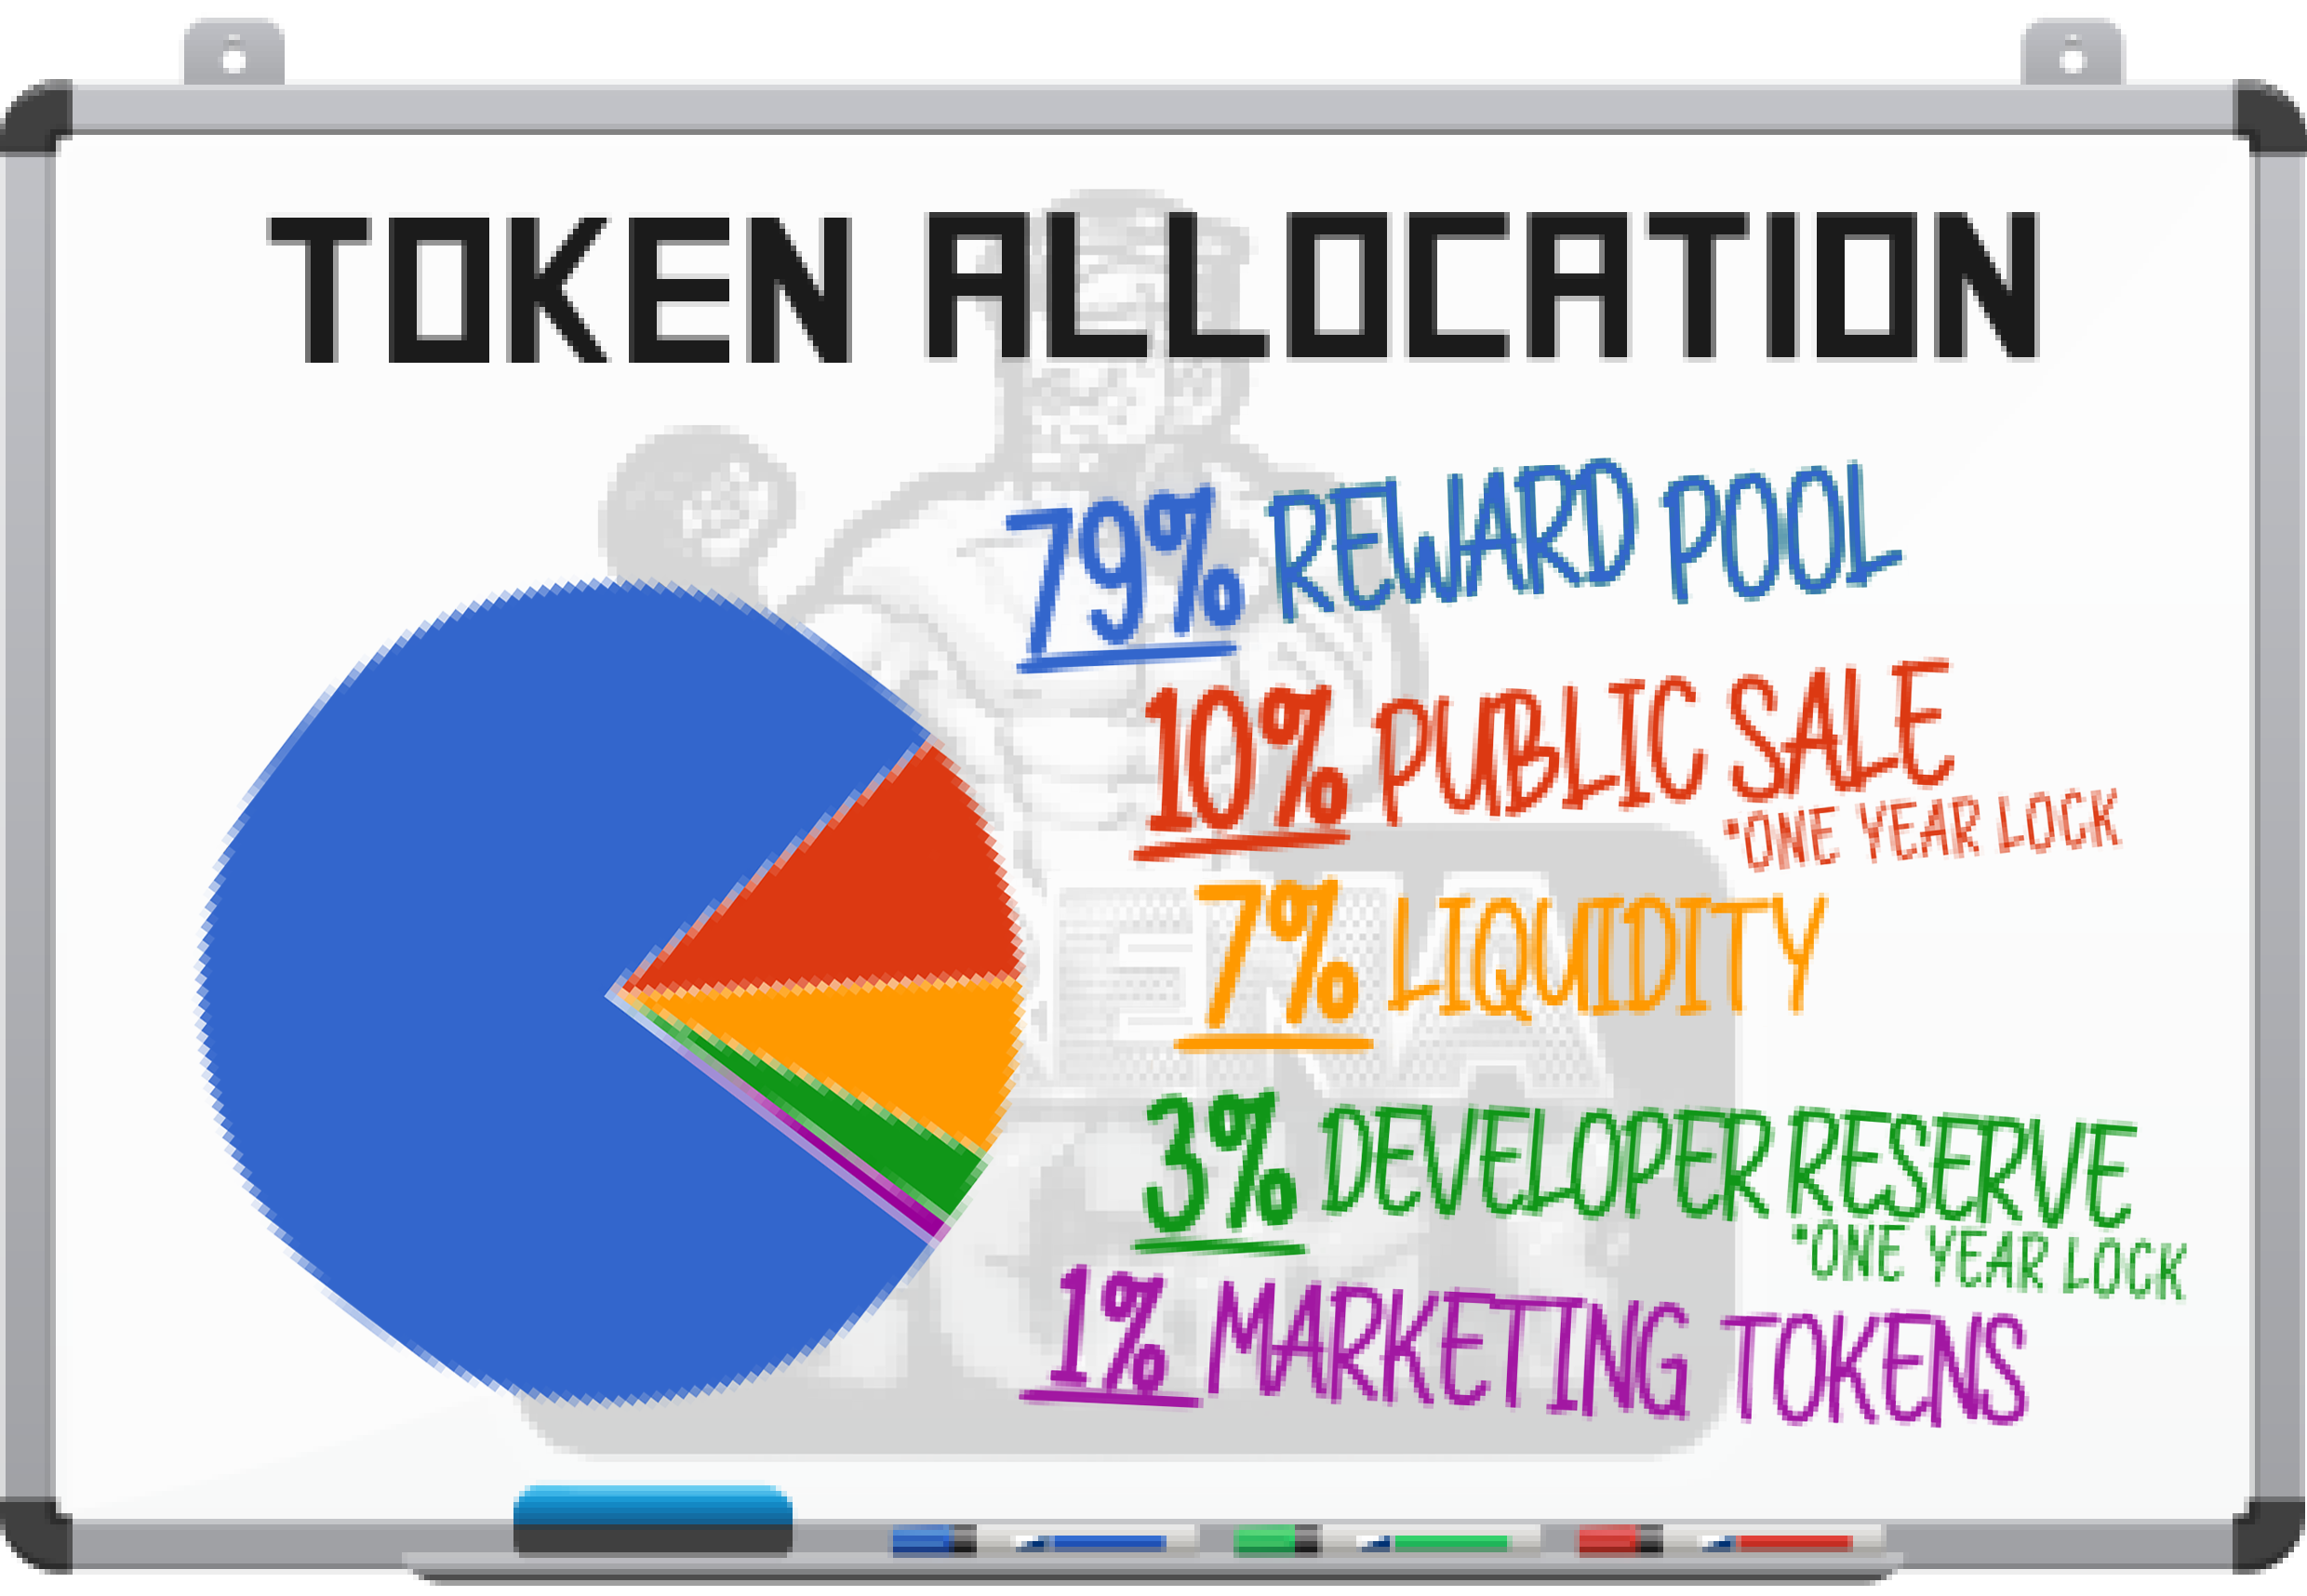 TOKEN ALLOCATION
79% REWARD POOL
10% PUBLIC SALE
*ONE YEAR LOCK
7% LIQUIDITY
3% DEVELOPER RESERVE
*ONE YEAR LOCK
1% MARKETING TOKENS